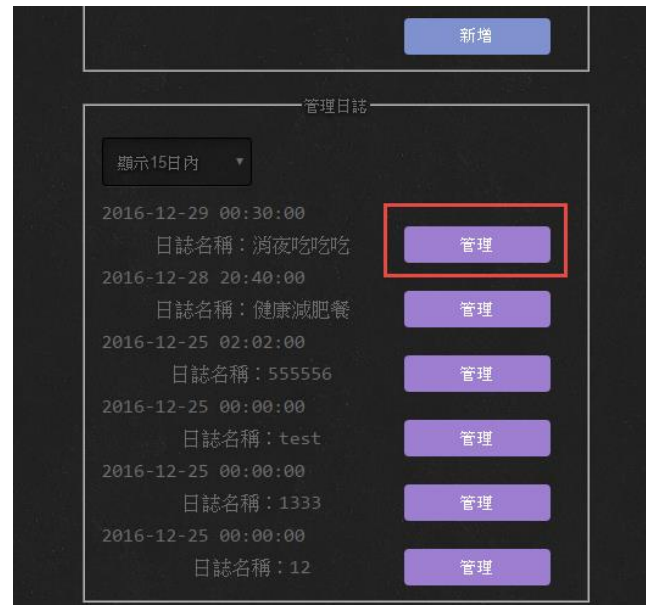 新增
管理日誌
顯示15日內
2016-12-29 00:30:00
日誌名稱：消夜吃吃吃 管理
2016-12-28 20:40:00
日誌名稱：健康減肥餐 管理
2016-12-25 02:02:00
日誌名稱：555556 管理
2016-12-25 00:00:00
日誌名稱：test 管理
2016-12-25 00:00:00
日誌名稱：1333 管理
2016-12-25 00:00:00
日誌名稱：12 管理